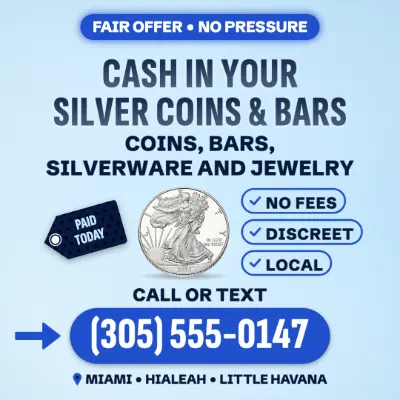 FAIR OFFER • NO PRESSURE
CASH IN YOUR
SILVER COINS & BARS
COINS, BARS,
SILVERWARE AND JEWELRY
PAID
TODAY
NO FEES
DISCREET
LOCAL
CALL OR TEXT
(305) 555-0147
MIAMI • HIALEAH • LITTLE HAVANA